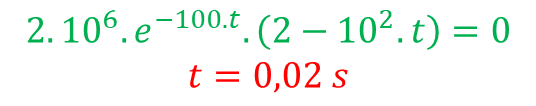 2. 10⁶. e⁻¹⁰⁰·ᵗ. (2 − 10². t) = 0
t = 0,02 s